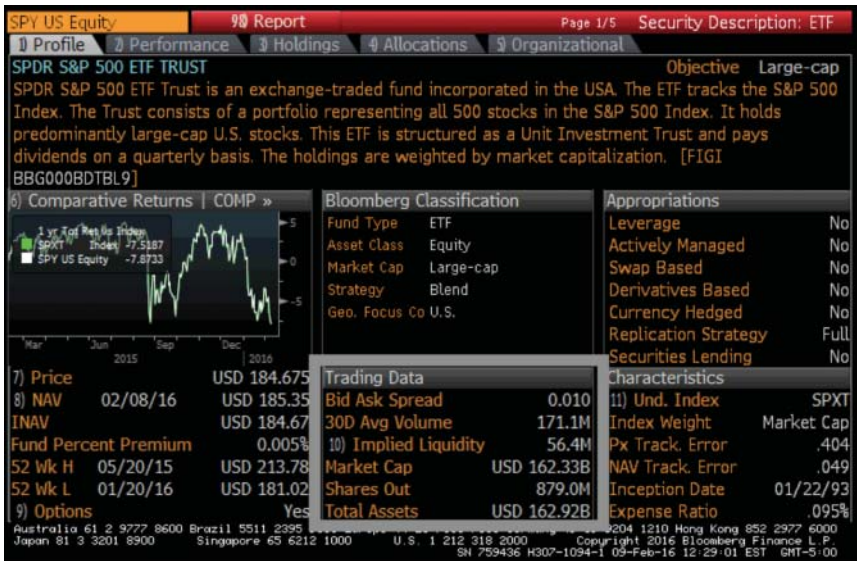 SPY US Equity 98) Report Page 1/5 Security Description: ETF
1) Profile 2) Performance 3) Holdings 4) Allocations 5) Organizational
SPDR S&P 500 ETF TRUST Objective Large-cap
SPDR S&P 500 ETF Trust is an exchange-traded fund incorporated in the USA. The ETF tracks the S&P 500
Index. The Trust consists of a portfolio representing all 500 stocks in the S&P 500 Index. It holds
predominantly large-cap U.S. stocks. This ETF is structured as a Unit Investment Trust and pays
dividends on a quarterly basis. The holdings are weighted by market capitalization. [FIGI
BBG000BDTBL9]
6) Comparative Returns | COMP »
1 yr Tot Ret vs Index
SPXT Index -7.5187
SPY US Equity -7.8733
5
0
-5
Mar Jun Sep Dec
2015 2016
7) Price USD 184.675
8) NAV 02/08/16 USD 185.35
INAV USD 184.67
Fund Percent Premium 0.005%
52 Wk H 05/20/15 USD 213.78
52 Wk L 01/20/16 USD 181.02
9) Options Yes
Bloomberg Classification
Fund Type ETF
Asset Class Equity
Market Cap Large-cap
Strategy Blend
Geo. Focus Co U.S.
Trading Data
Bid Ask Spread 0.010
30D Avg Volume 171.1M
10) Implied Liquidity 56.4M
Market Cap USD 162.33B
Shares Out 879.0M
Total Assets USD 162.92B
Appropriations
Leverage No
Actively Managed No
Swap Based No
Derivatives Based No
Currency Hedged No
Replication Strategy Full
Securities Lending No
Characteristics
11) Und. Index SPXT
Index Weight Market Cap
Px Track. Error .404
NAV Track. Error .049
Inception Date 01/22/93
Expense Ratio .095%
Australia 61 2 9777 8600 Brazil 5511 2395 9204 1210 Hong Kong 852 2977 6000
Japan 81 3 3201 8900 Singapore 65 6212 1000 U.S. 1 212 318 2000 Copyright 2016 Bloomberg Finance L.P.
SN 759436 H307-1094-1 09-Feb-16 12:29:01 EST GMT-5:00